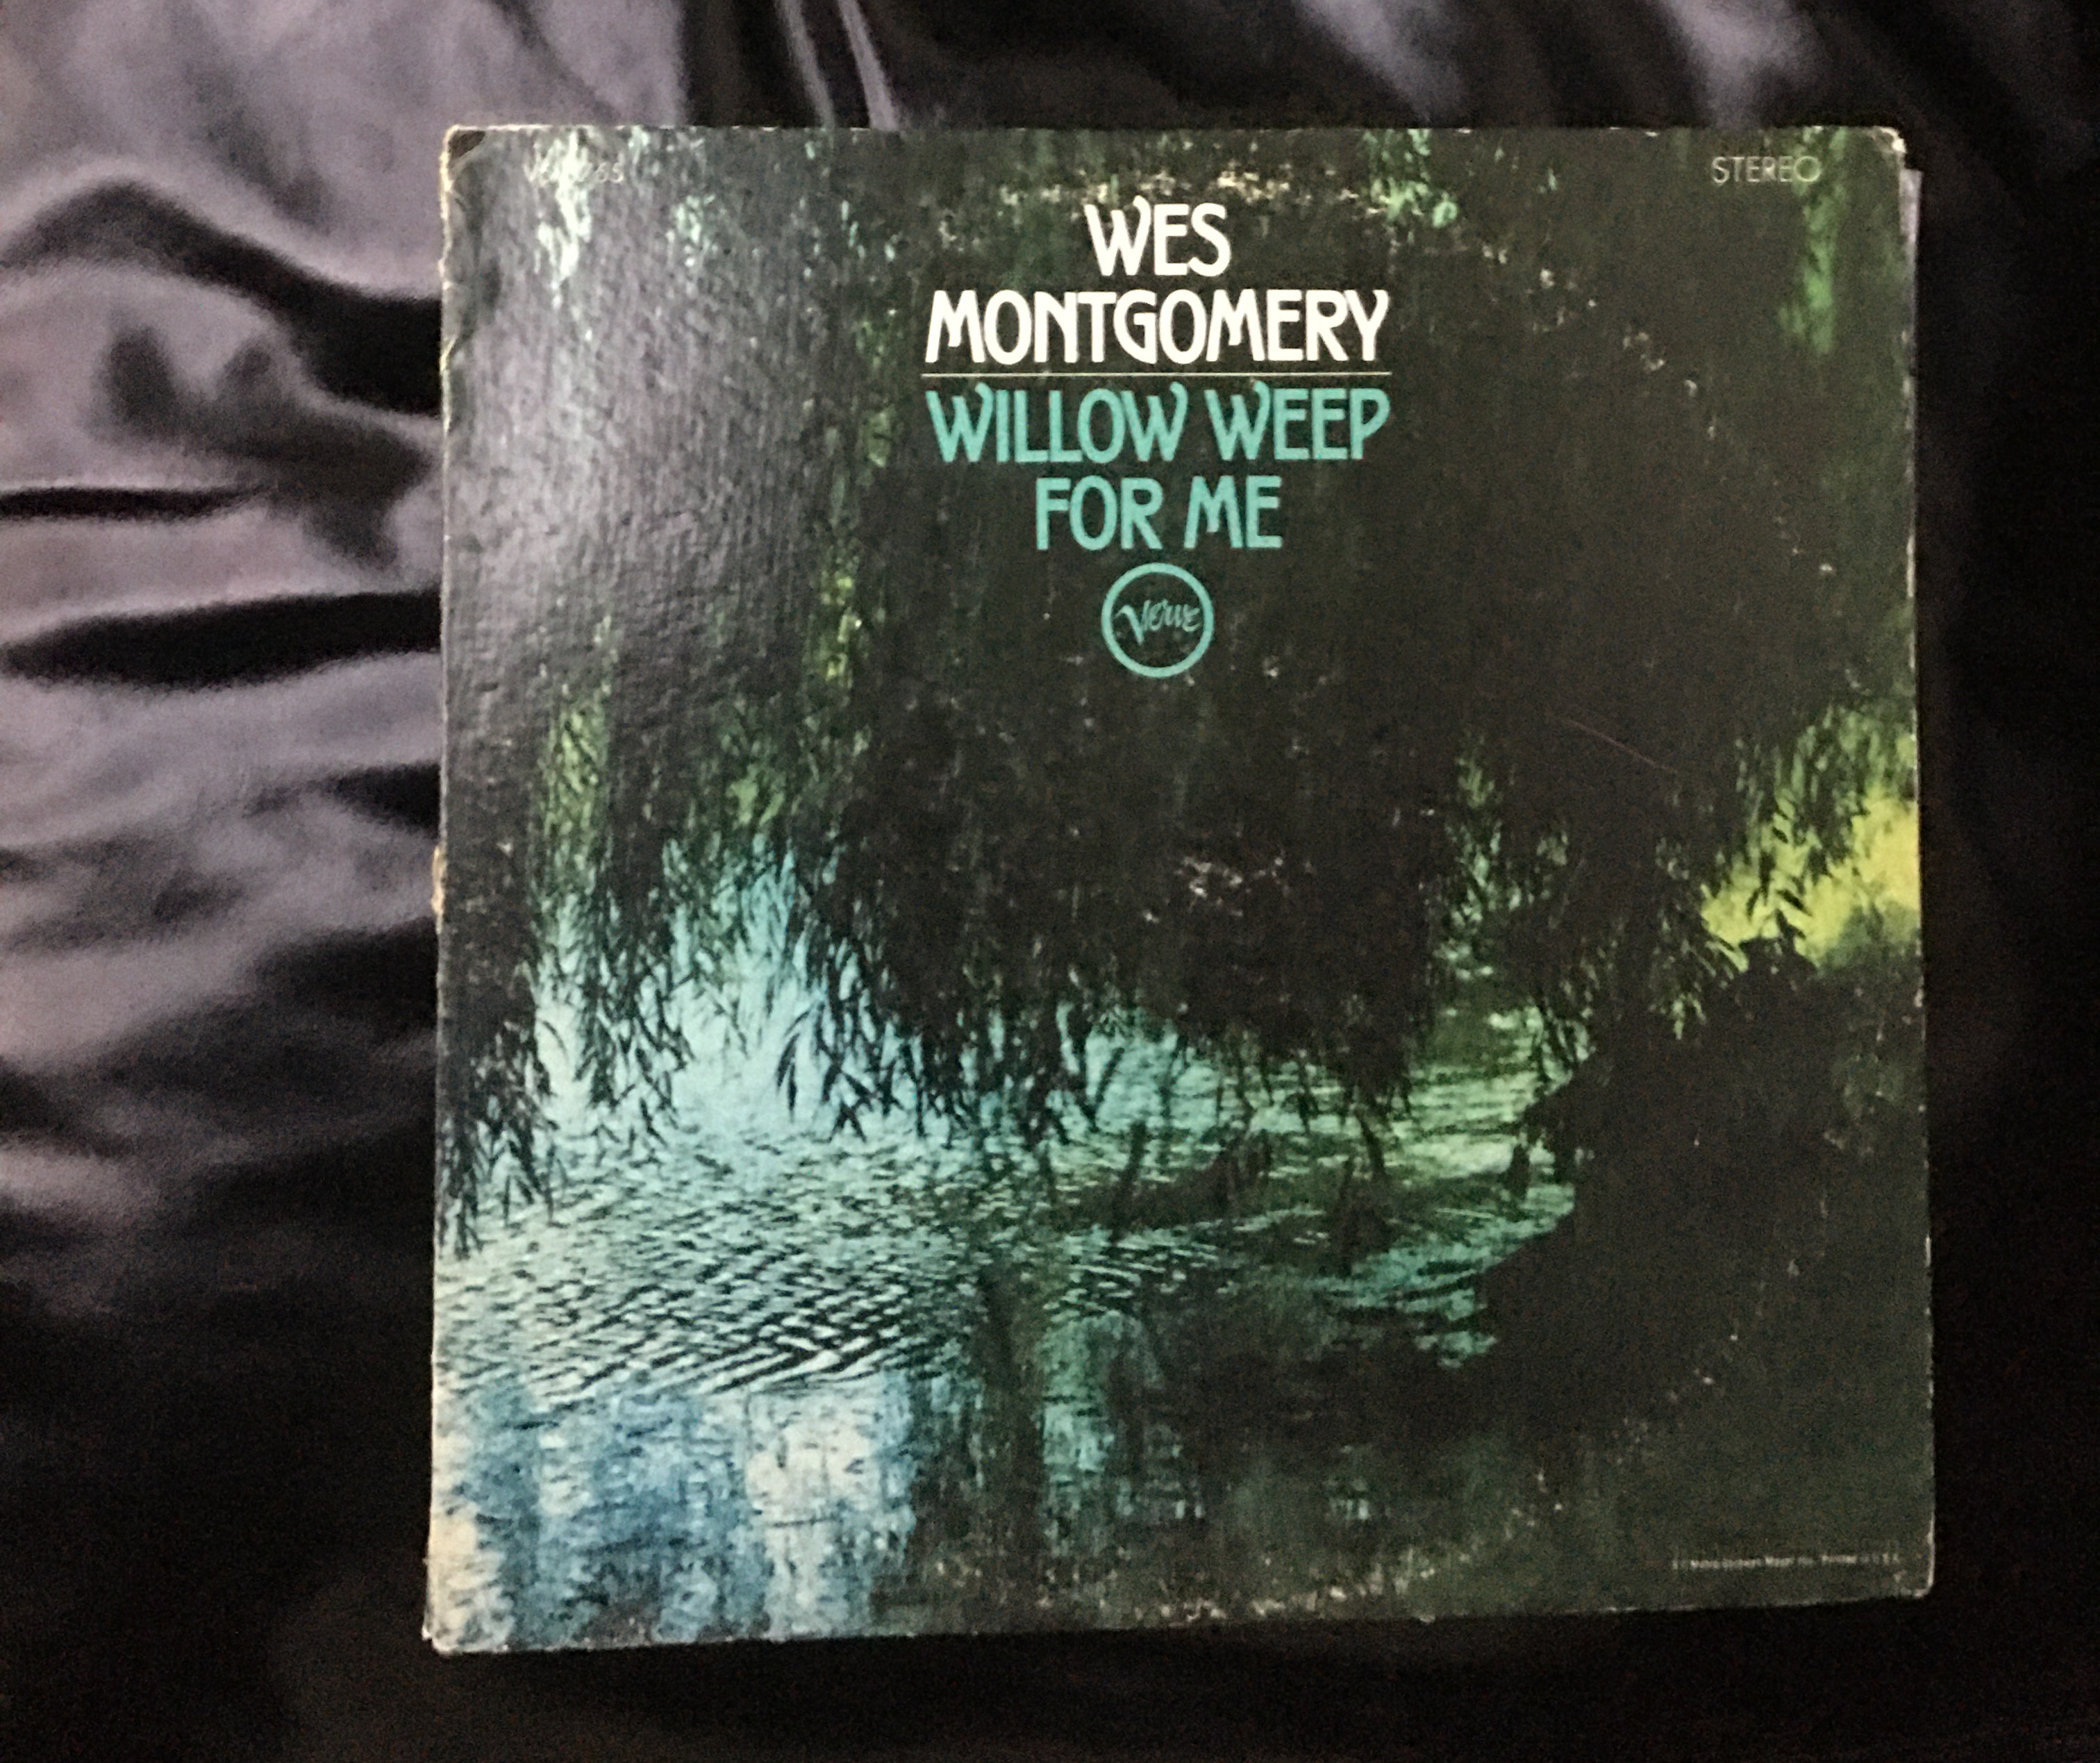 STEREO
WES
MONTGOMERY
WILLOW WEEP
FOR ME
Verve